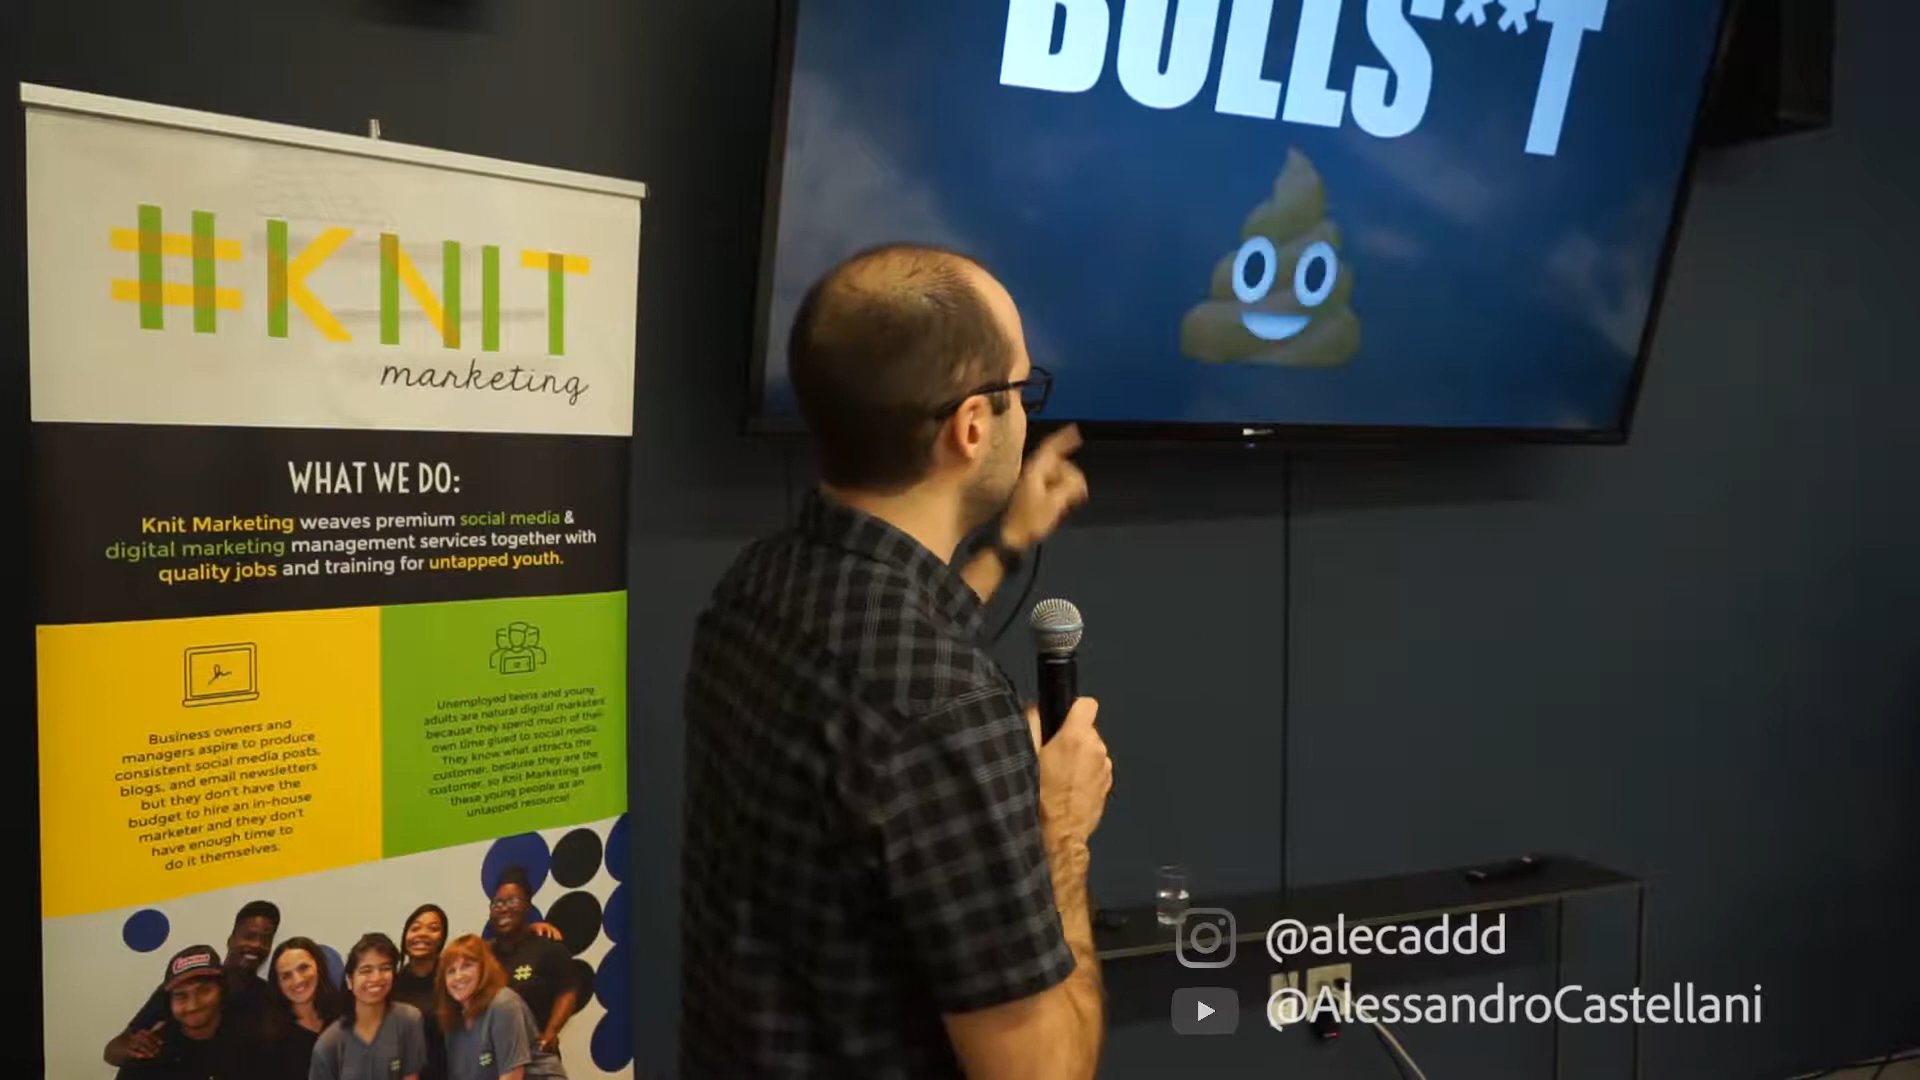 #KNIT
marketing
WHAT WE DO:
Knit Marketing weaves premium social media &
digital marketing management services together with
quality jobs and training for untapped youth.
Business owners and
managers aspire to produce
consistent social media posts,
blogs, and email newsletters
but they don't have the
budget to hire an in-house
marketer and they don't
have enough time to
do it themselves.
Unemployed teens and young
adults are natural digital marketers
because they spend much of their
own time glued to social media.
They know what attracts the
customer, because they are the
customer, so Knit Marketing sees
these young people as an
untapped resource!
BULLS**T
@alecaddd
@AlessandroCastellani